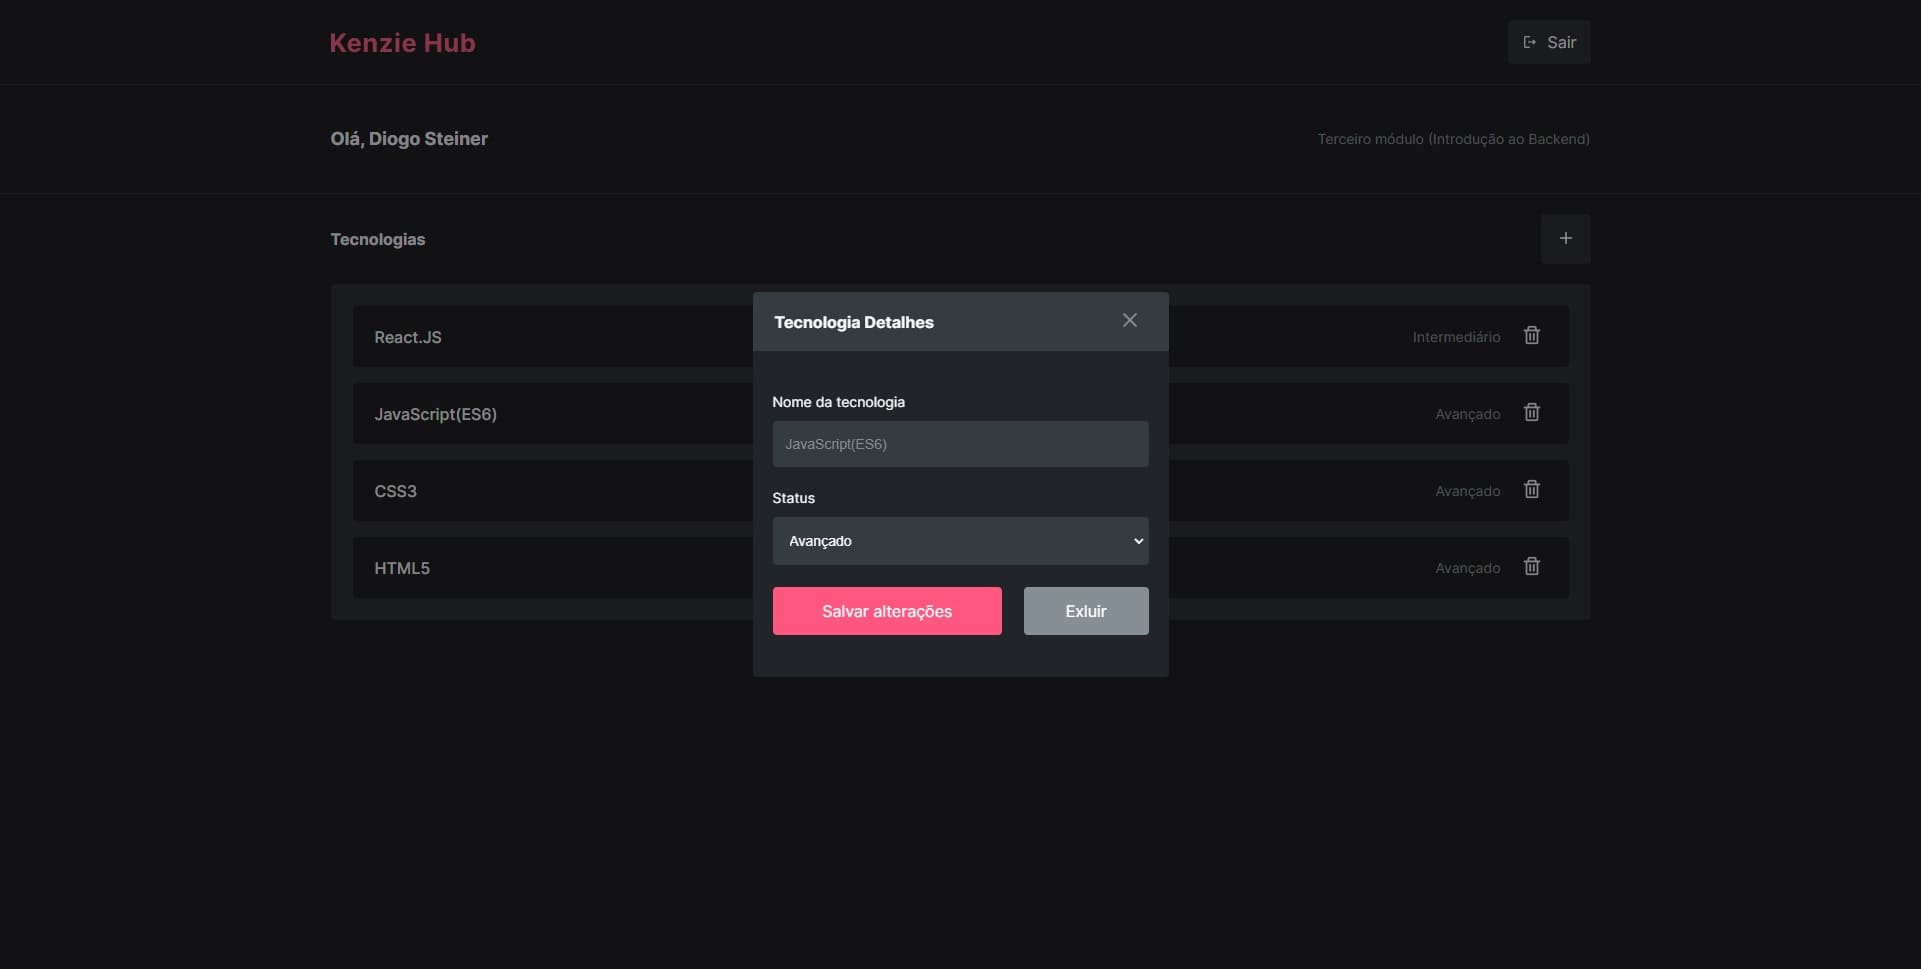 Kenzie Hub
Sair
Olá, Diogo Steiner
Terceiro módulo (Introdução ao Backend)
Tecnologias
+
Tecnologia Detalhes
Nome da tecnologia
JavaScript(ES6)
Status
Avançado
Salvar alterações
Exluir
React.JS
Intermediário
JavaScript(ES6)
Avançado
CSS3
Avançado
HTML5
Avançado